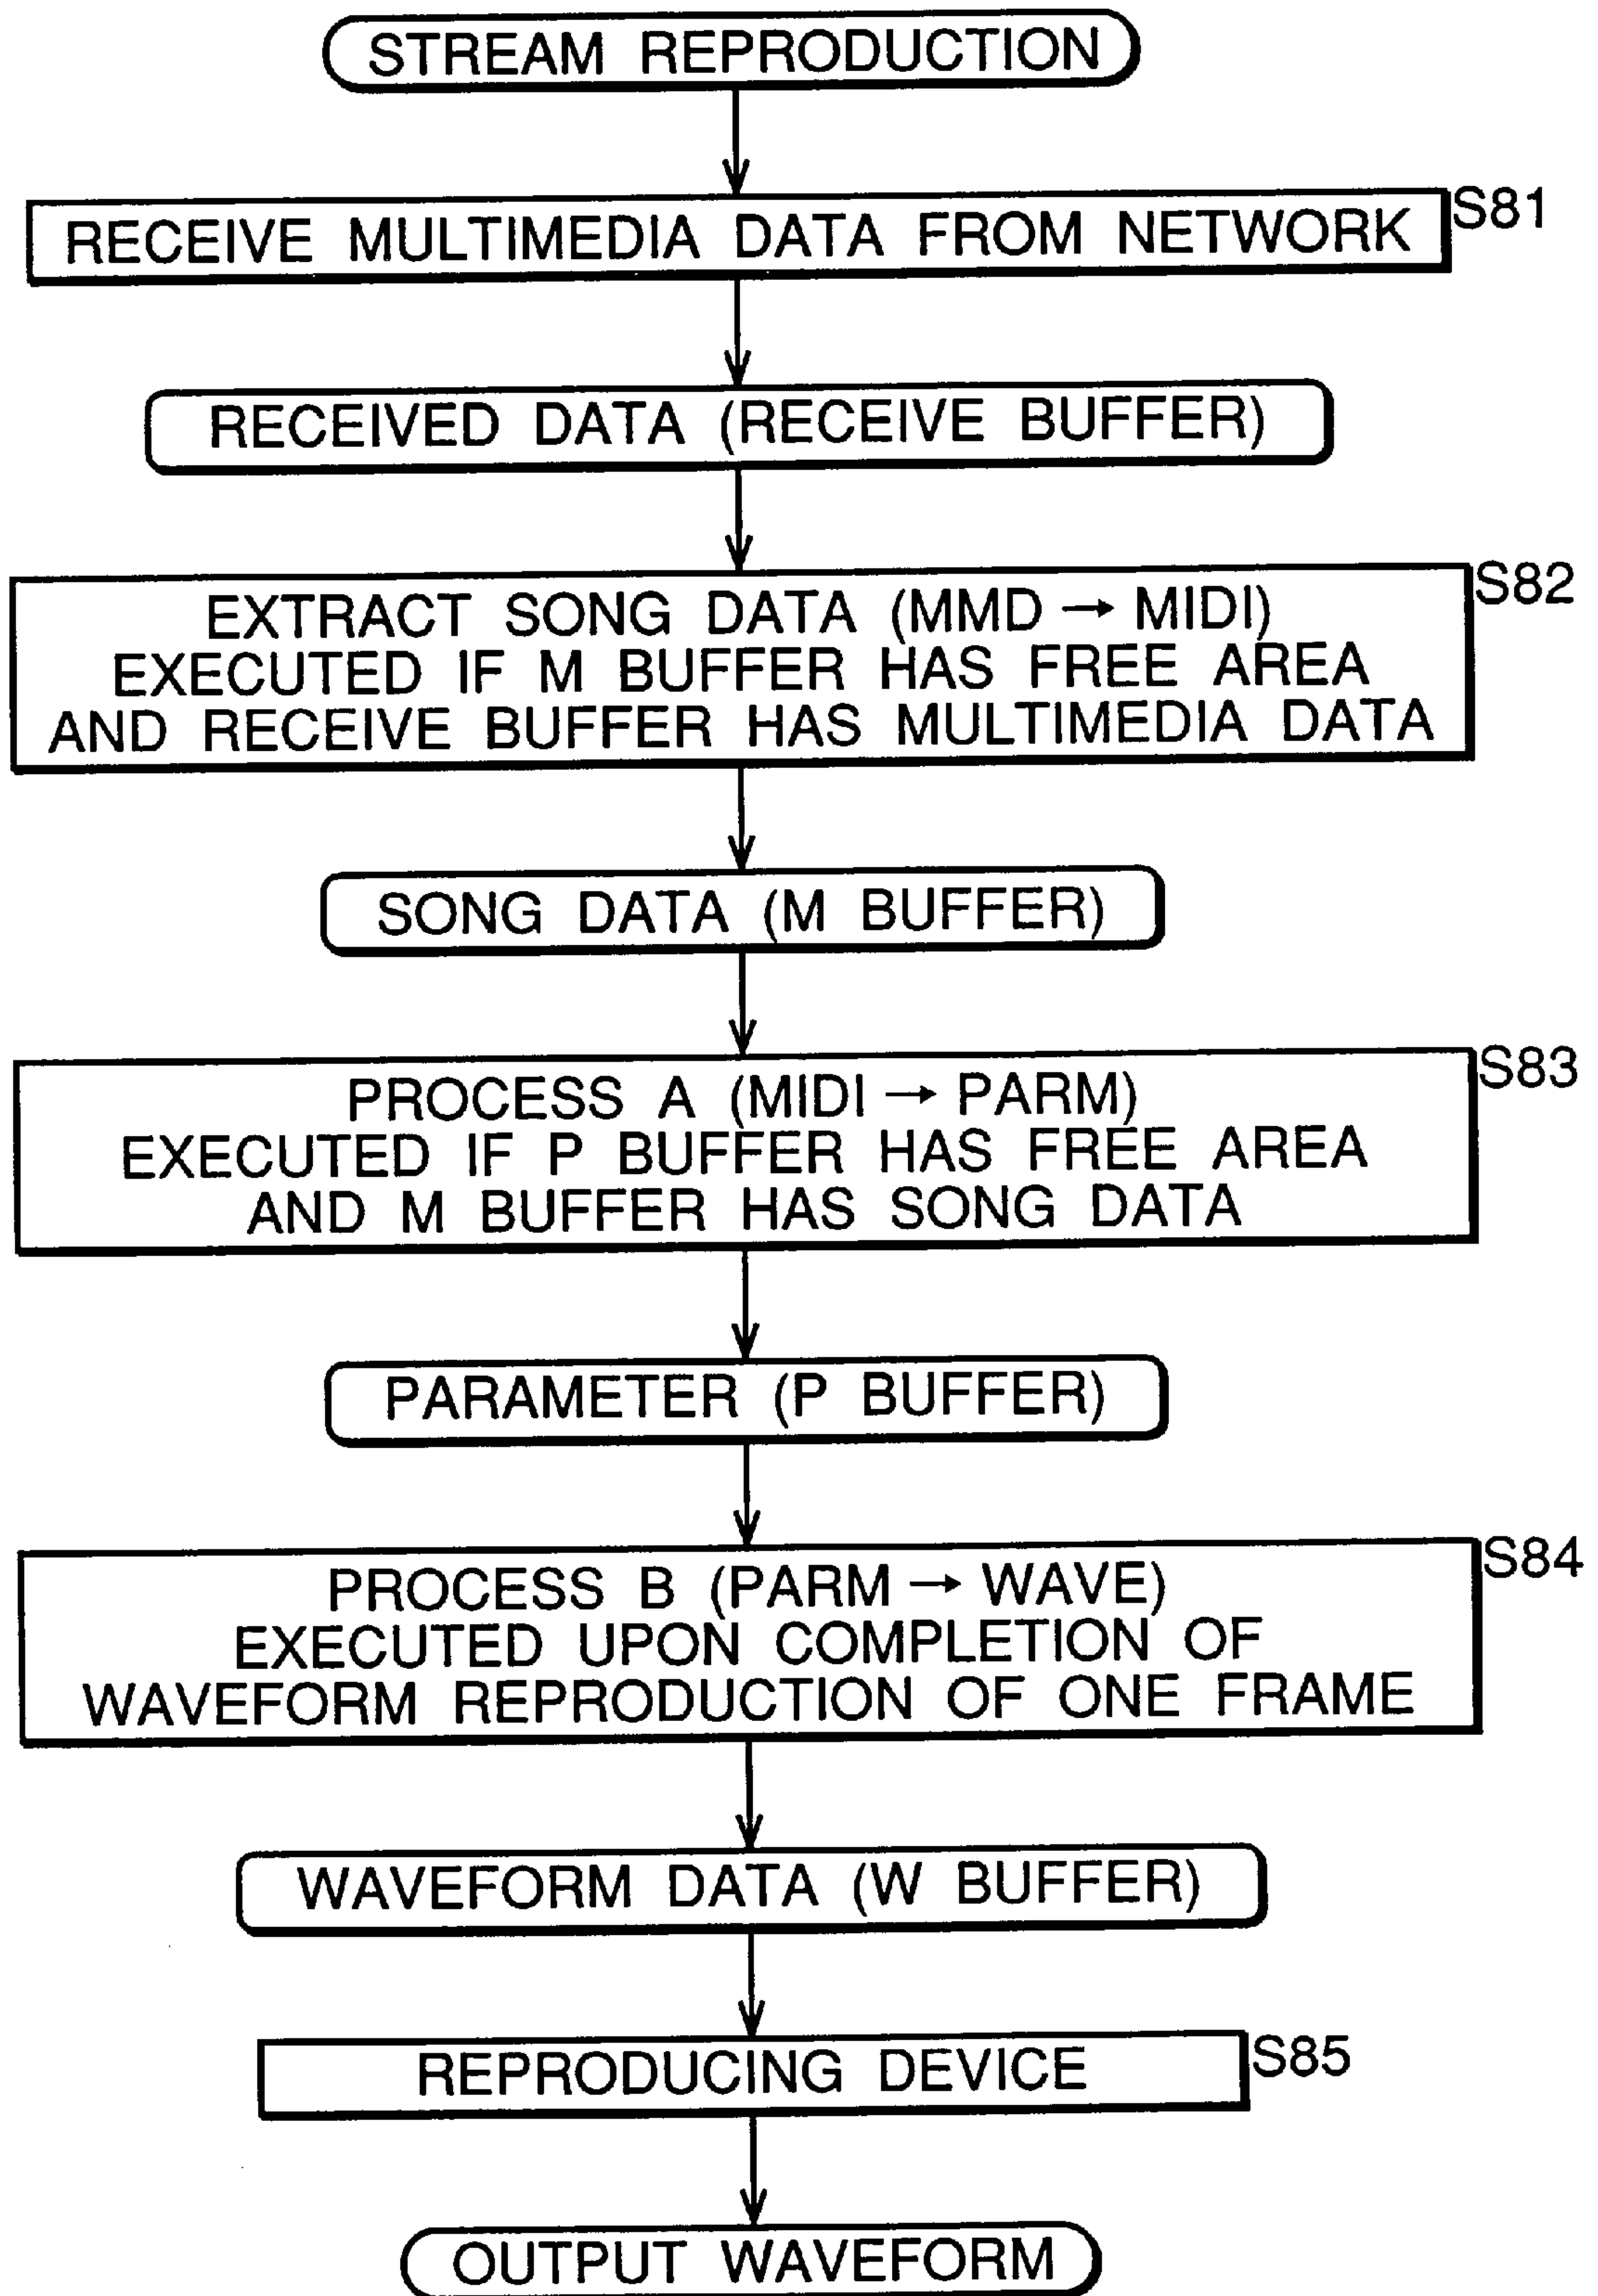 STREAM REPRODUCTION
RECEIVE MULTIMEDIA DATA FROM NETWORK
S81
RECEIVED DATA (RECEIVE BUFFER)
EXTRACT SONG DATA (MMD → MIDI)
S82
EXECUTED IF M BUFFER HAS FREE AREA
AND RECEIVE BUFFER HAS MULTIMEDIA DATA
SONG DATA (M BUFFER)
PROCESS A (MIDI → PARM)
S83
EXECUTED IF P BUFFER HAS FREE AREA
AND M BUFFER HAS SONG DATA
PARAMETER (P BUFFER)
PROCESS B (PARM → WAVE)
S84
EXECUTED UPON COMPLETION OF
WAVEFORM REPRODUCTION OF ONE FRAME
WAVEFORM DATA (W BUFFER)
REPRODUCING DEVICE
S85
OUTPUT WAVEFORM